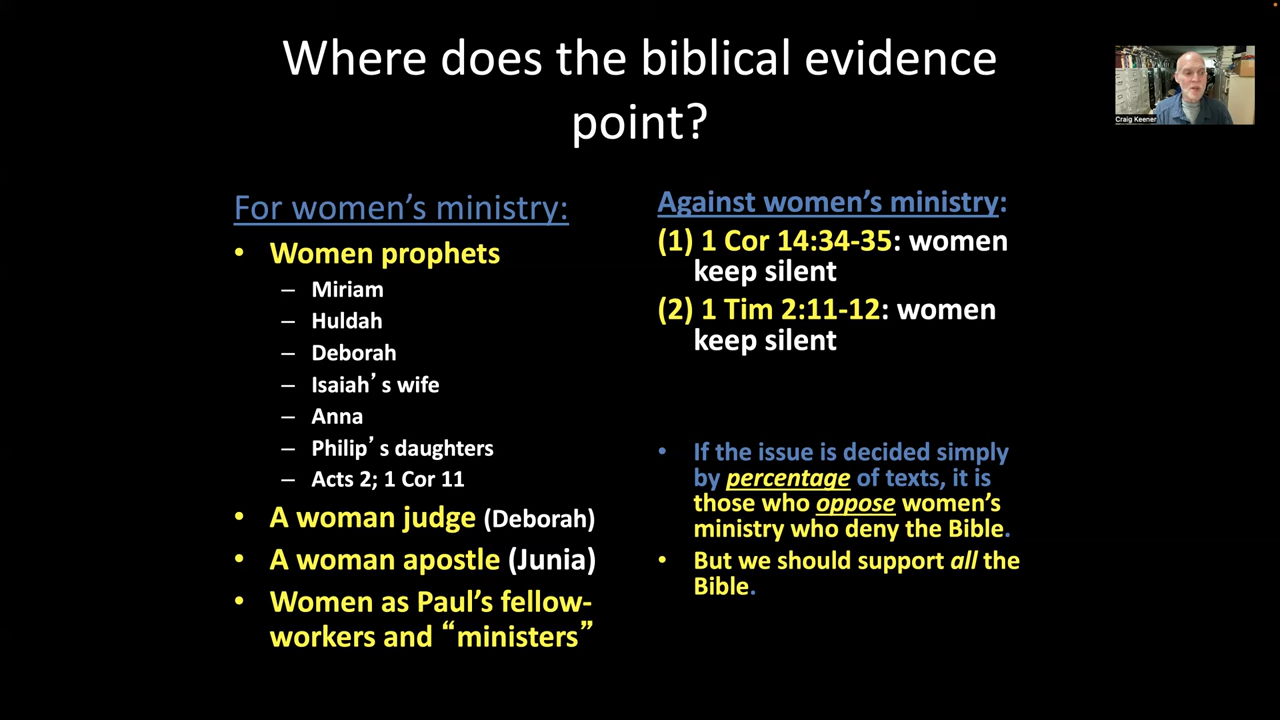 Where does the biblical evidence
point?
Craig Keener
For women’s ministry:
• Women prophets
– Miriam
– Huldah
– Deborah
– Isaiah’s wife
– Anna
– Philip’s daughters
– Acts 2; 1 Cor 11
• A woman judge (Deborah)
• A woman apostle (Junia)
• Women as Paul’s fellow-
workers and “ministers”
Against women’s ministry:
(1) 1 Cor 14:34-35: women
keep silent
(2) 1 Tim 2:11-12: women
keep silent
• If the issue is decided simply
by percentage of texts, it is
those who oppose women’s
ministry who deny the Bible.
• But we should support all the
Bible.